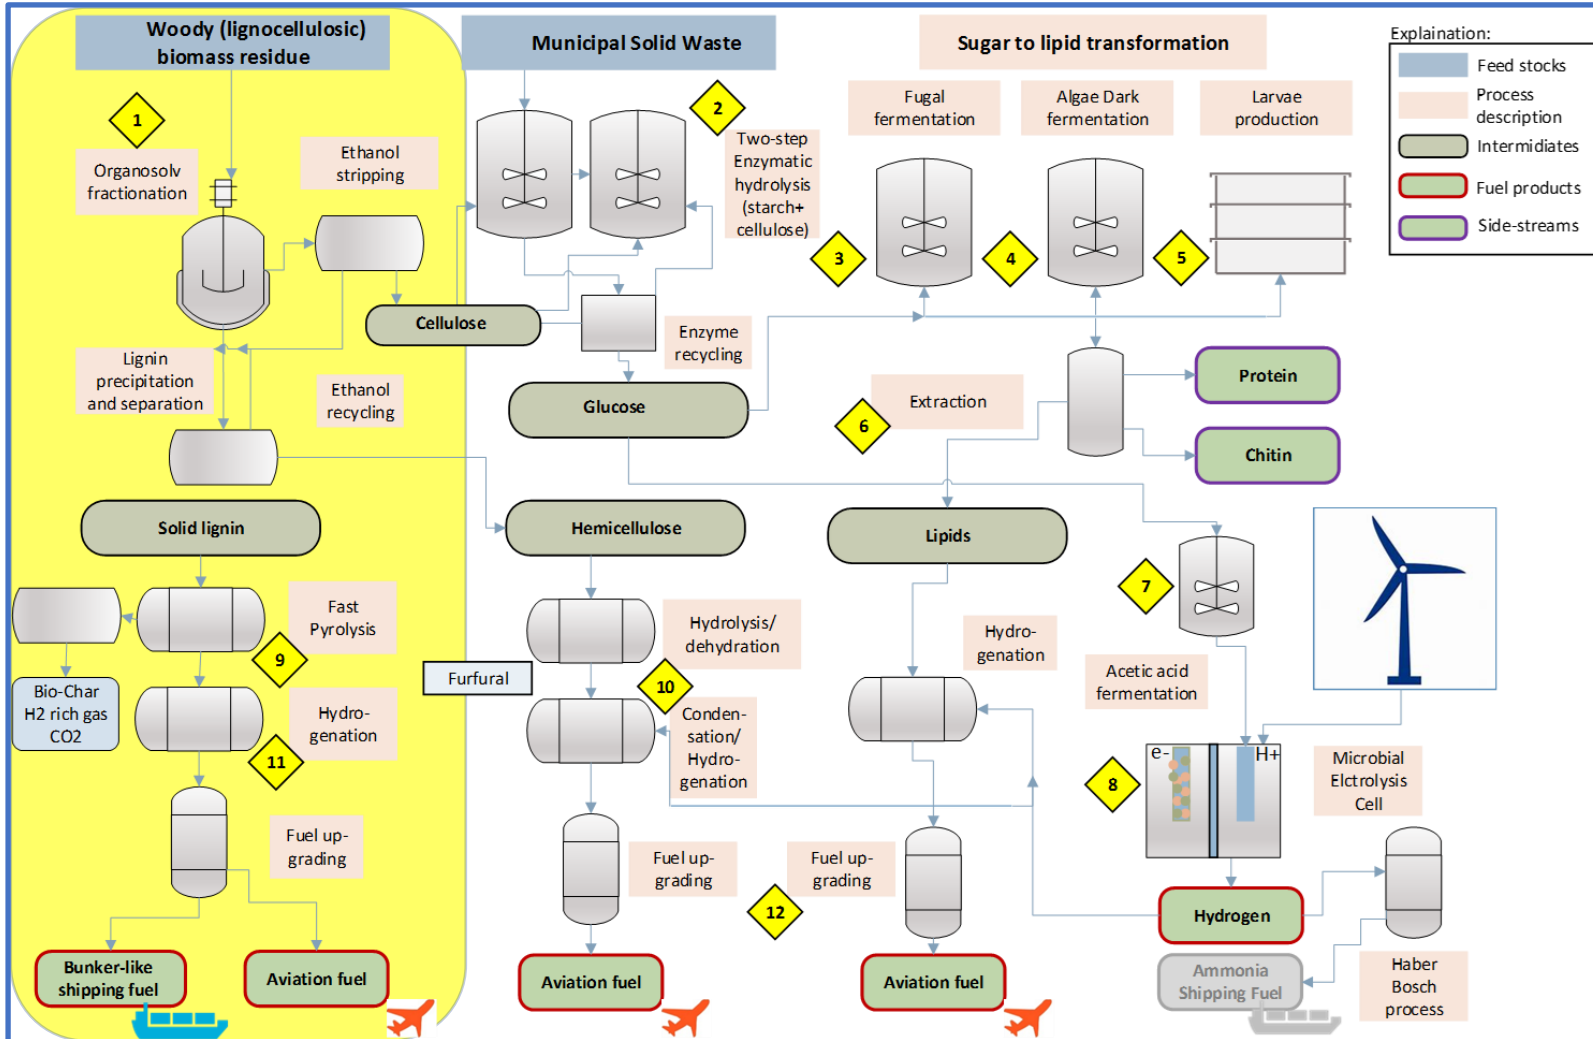 Woody (lignocellulosic)
biomass residue
Municipal Solid Waste
Sugar to lipid transformation
Explaination:
Feed stocks
Process
description
Intermidiates
Fuel products
Side-streams
1
Organosolv
fractionation
Ethanol
stripping
2
Two-step
Enzymatic
hydrolysis
(starch+
cellulose)
Fugal
fermentation
Algae Dark
fermentation
Larvae
production
3
4
5
Cellulose
Enzyme
recycling
Lignin
precipitation
and separation
Ethanol
recycling
Glucose
6
Extraction
Protein
Chitin
Solid lignin
Hemicellulose
Lipids
7
Fast
Pyrolysis
9
Hydrolysis/
dehydration
Furfural
10
Hydro-
genation
Acetic acid
fermentation
Bio-Char
H2 rich gas
CO2
Hydro-
genation
11
Conden-
sation/
Hydro-
genation
e-
H+
8
Microbial
Elctrolysis
Cell
Fuel up-
grading
Fuel up-
grading
12
Fuel up-
grading
Hydrogen
Bunker-like
shipping fuel
Aviation fuel
Aviation fuel
Aviation fuel
Ammonia
Shipping Fuel
Haber
Bosch
process